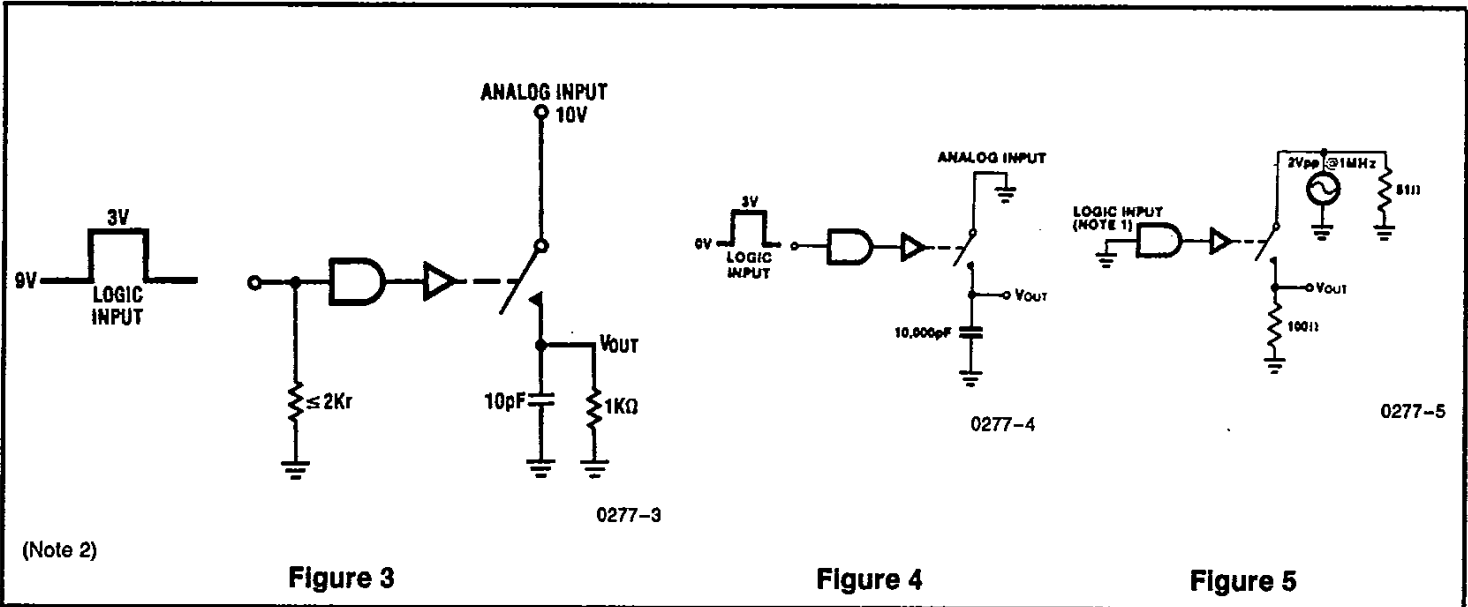 ANALOG INPUT
10V
3V
9V
LOGIC
INPUT
≤2Kr
VOUT
10pF
1KΩ
0277-3
(Note 2)
Figure 3
ANALOG INPUT
3V
0V
LOGIC
INPUT
VOUT
10,000pF
0277-4
Figure 4
2Vpp @1MHz
51Ω
LOGIC INPUT
(NOTE 1)
VOUT
100Ω
0277-5
Figure 5